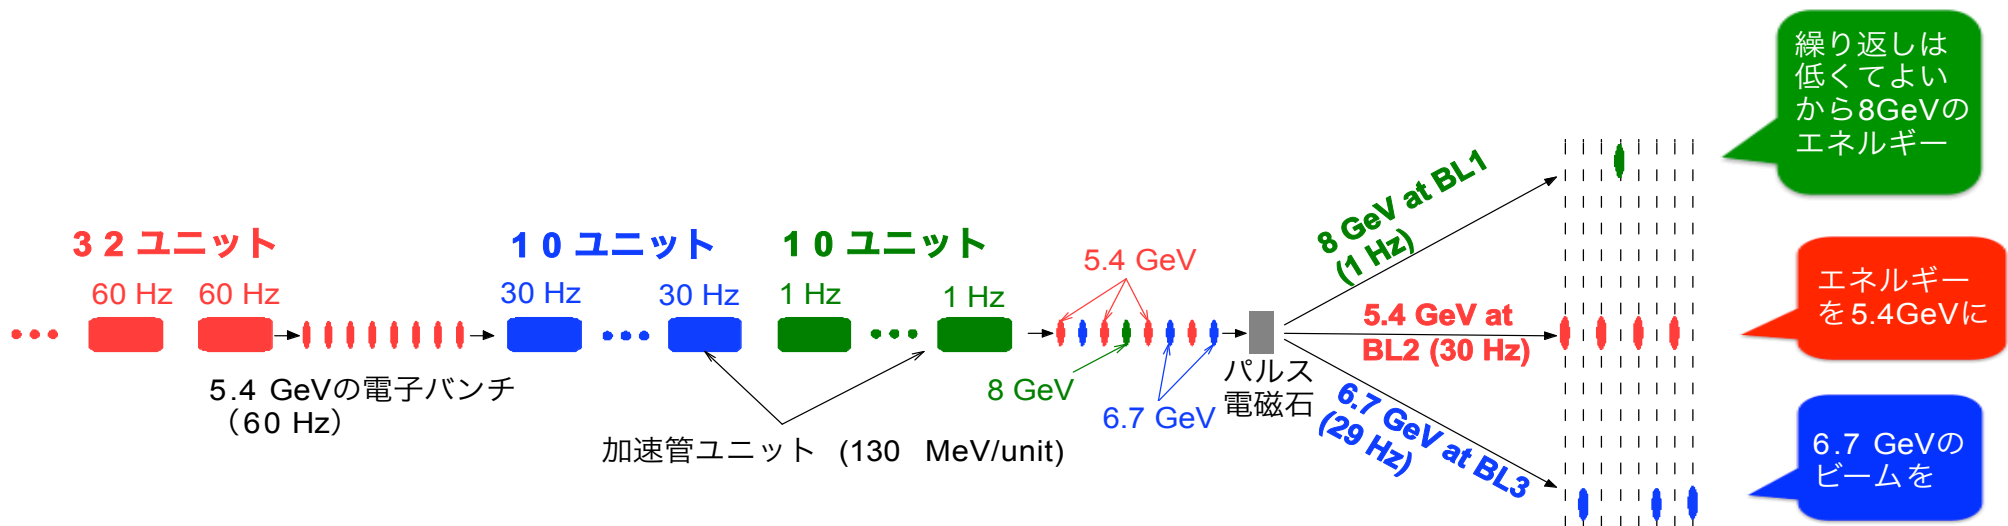 32 ユニット
60 Hz
60 Hz
5.4 GeVの電子バンチ
（60 Hz）
10 ユニット
30 Hz
30 Hz
10 ユニット
1 Hz
1 Hz
加速管ユニット (130 MeV/unit)
5.4 GeV
8 GeV
6.7 GeV
パルス
電磁石
8 GeV at BL1
(1 Hz)
5.4 GeV at
BL2 (30 Hz)
6.7 GeV at BL3
(29 Hz)
繰り返しは
低くてよい
から8GeVの
エネルギー
エネルギー
を5.4GeVに
6.7 GeVの
ビームを